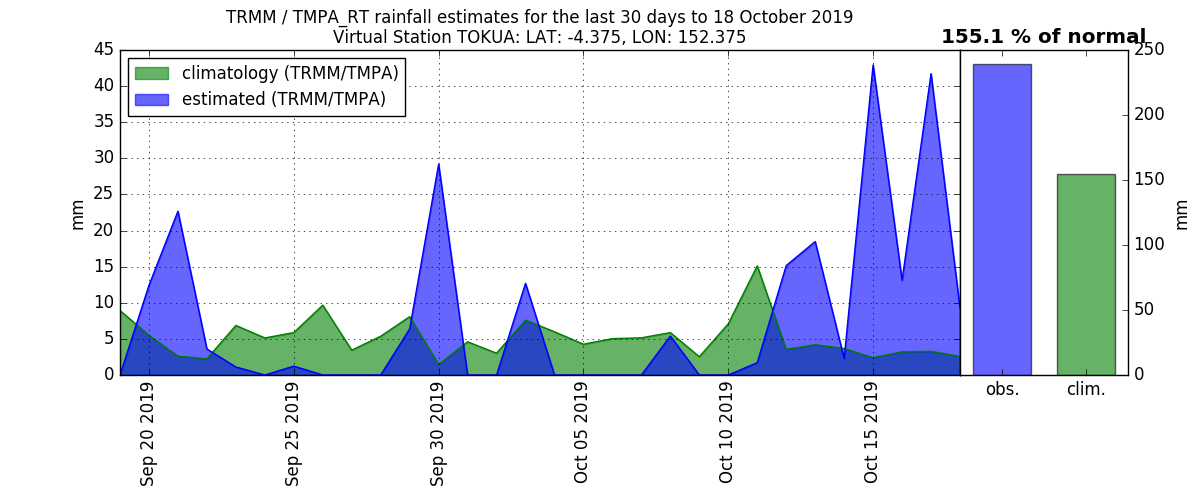 TRMM / TMPA_RT rainfall estimates for the last 30 days to 18 October 2019
Virtual Station TOKUA: LAT: -4.375, LON: 152.375
155.1 % of normal
climatology (TRMM/TMPA)
estimated (TRMM/TMPA)
mm
45
40
35
30
25
20
15
10
5
0
Sep 20 2019
Sep 25 2019
Sep 30 2019
Oct 05 2019
Oct 10 2019
Oct 15 2019
250
200
150
100
50
0
mm
obs.
clim.